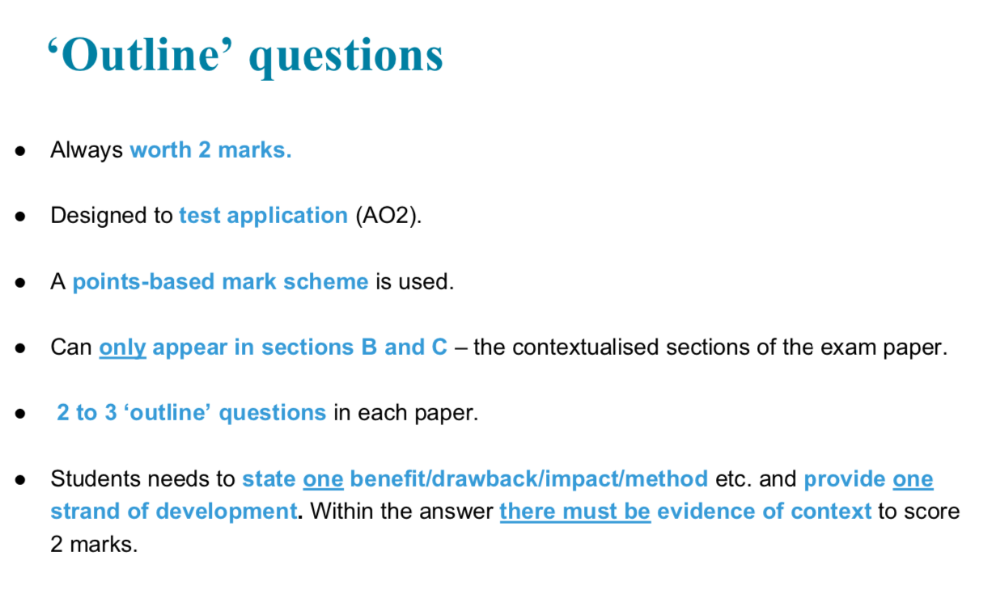 ‘Outline’ questions
● Always worth 2 marks.
● Designed to test application (AO2).
● A points-based mark scheme is used.
● Can only appear in sections B and C – the contextualised sections of the exam paper.
● 2 to 3 ‘outline’ questions in each paper.
● Students needs to state one benefit/drawback/impact/method etc. and provide one
strand of development. Within the answer there must be evidence of context to score
2 marks.